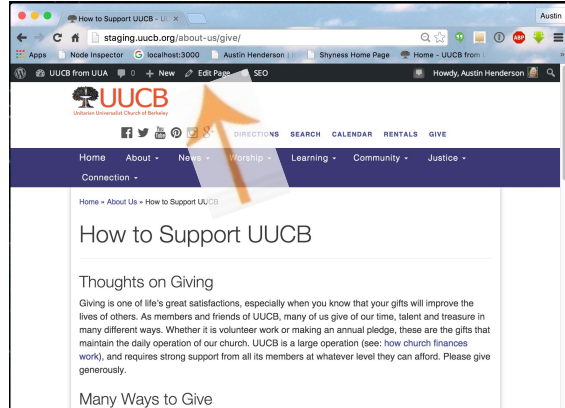 How to Support UUCB - UU
Austin
staging.uucb.org/about-us/give/
ABP
Apps Node Inspector localhost:3000 Austin Henderson Shyness Home Page Home - UUCB from
UUCB from UUA 0 + New Edit Page SEO Howdy, Austin Henderson
UUCB
Unitarian Universalist Church of Berkeley
DIRECTIONS SEARCH CALENDAR RENTALS GIVE
Home About News Worship Learning Community Justice
Connection
Home » About Us » How to Support UUCB
How to Support UUCB
Thoughts on Giving
Giving is one of life's great satisfactions, especially when you know that your gifts will improve the
lives of others. As members and friends of UUCB, many of us give of our time, talent and treasure in
many different ways. Whether it is volunteer work or making an annual pledge, these are the gifts that
maintain the daily operation of our church. UUCB is a large operation (see: how church finances
work), and requires strong support from all its members at whatever level they can afford. Please give
generously.
Many Ways to Give